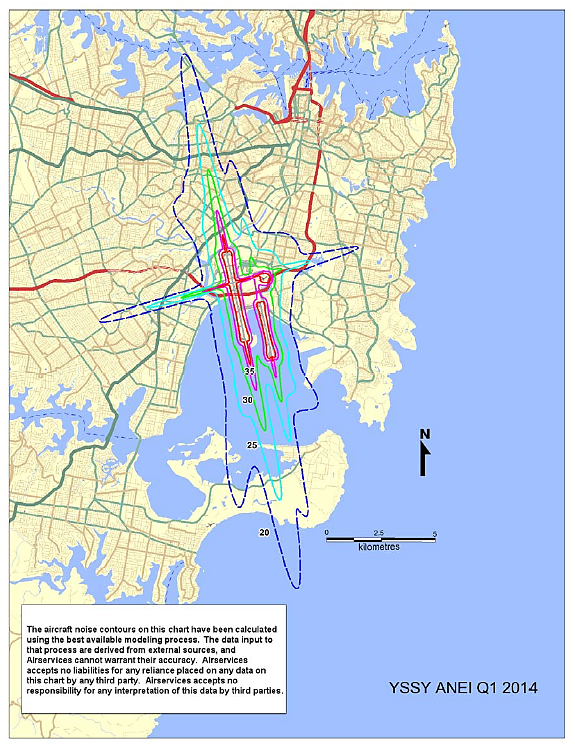 35
30
25
20
N
0 2.5 5
kilometres
The aircraft noise contours on this chart have been calculated
using the best available modeling process. The data input to
that process are derived from external sources, and
Airservices cannot warrant their accuracy. Airservices
accepts no liabilities for any reliance placed on any data on
this chart by any third party. Airservices accepts no
responsibility for any interpretation of this data by third parties.
YSSY ANEI Q1 2014